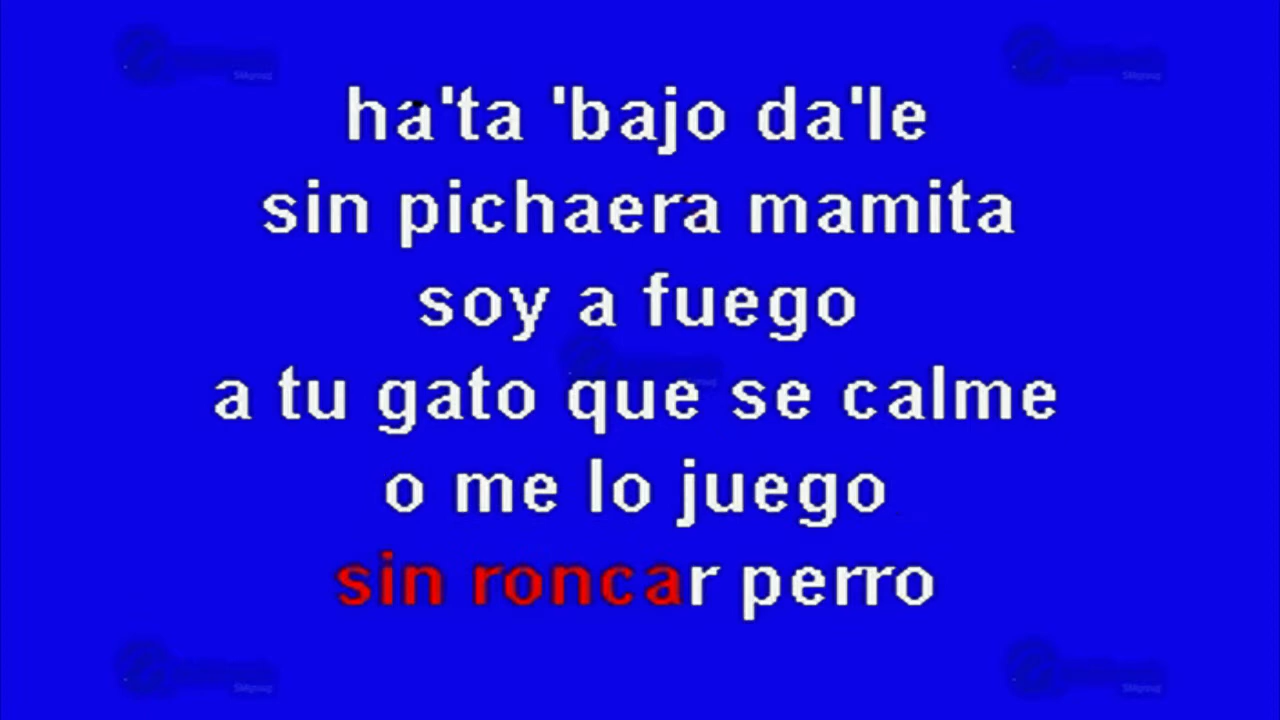 ha'ta 'bajo da'le
sin pichaera mamita
soy a fuego
a tu gato que se calme
o me lo juego
sin roncar perro